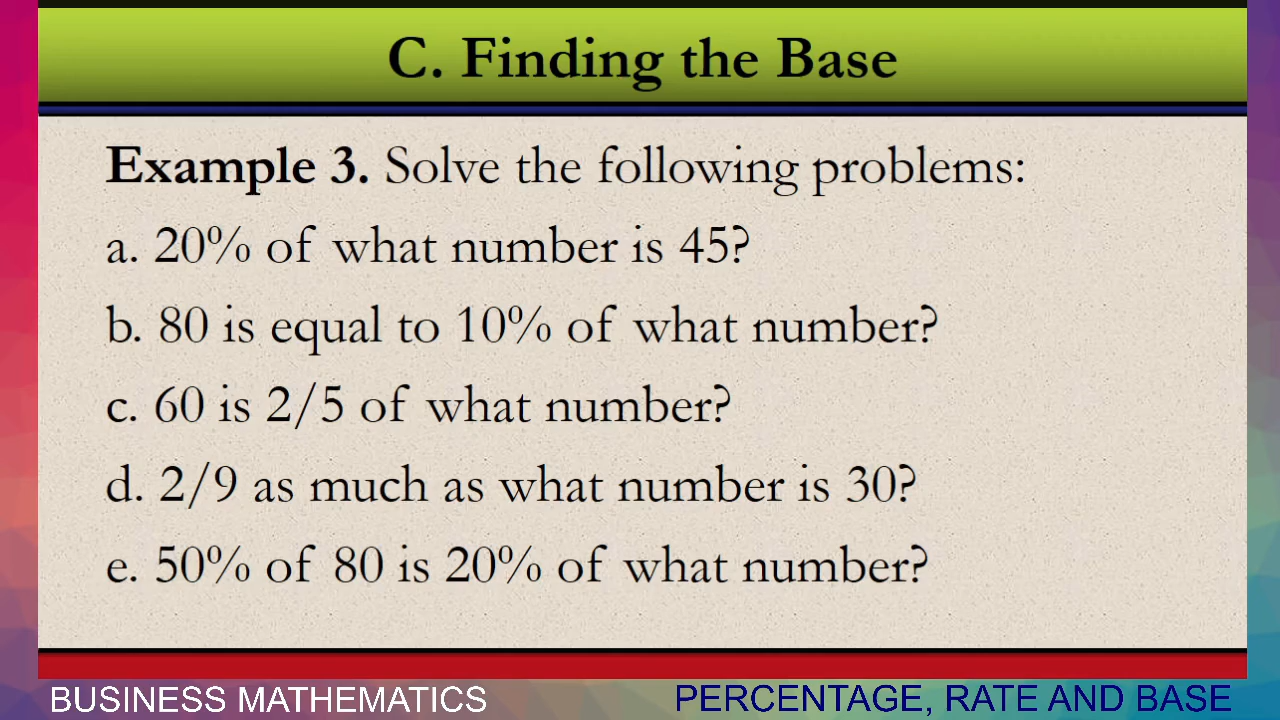 C. Finding the Base
Example 3. Solve the following problems:
a. 20% of what number is 45?
b. 80 is equal to 10% of what number?
c. 60 is 2/5 of what number?
d. 2/9 as much as what number is 30?
e. 50% of 80 is 20% of what number?
BUSINESS MATHEMATICS
PERCENTAGE, RATE AND BASE